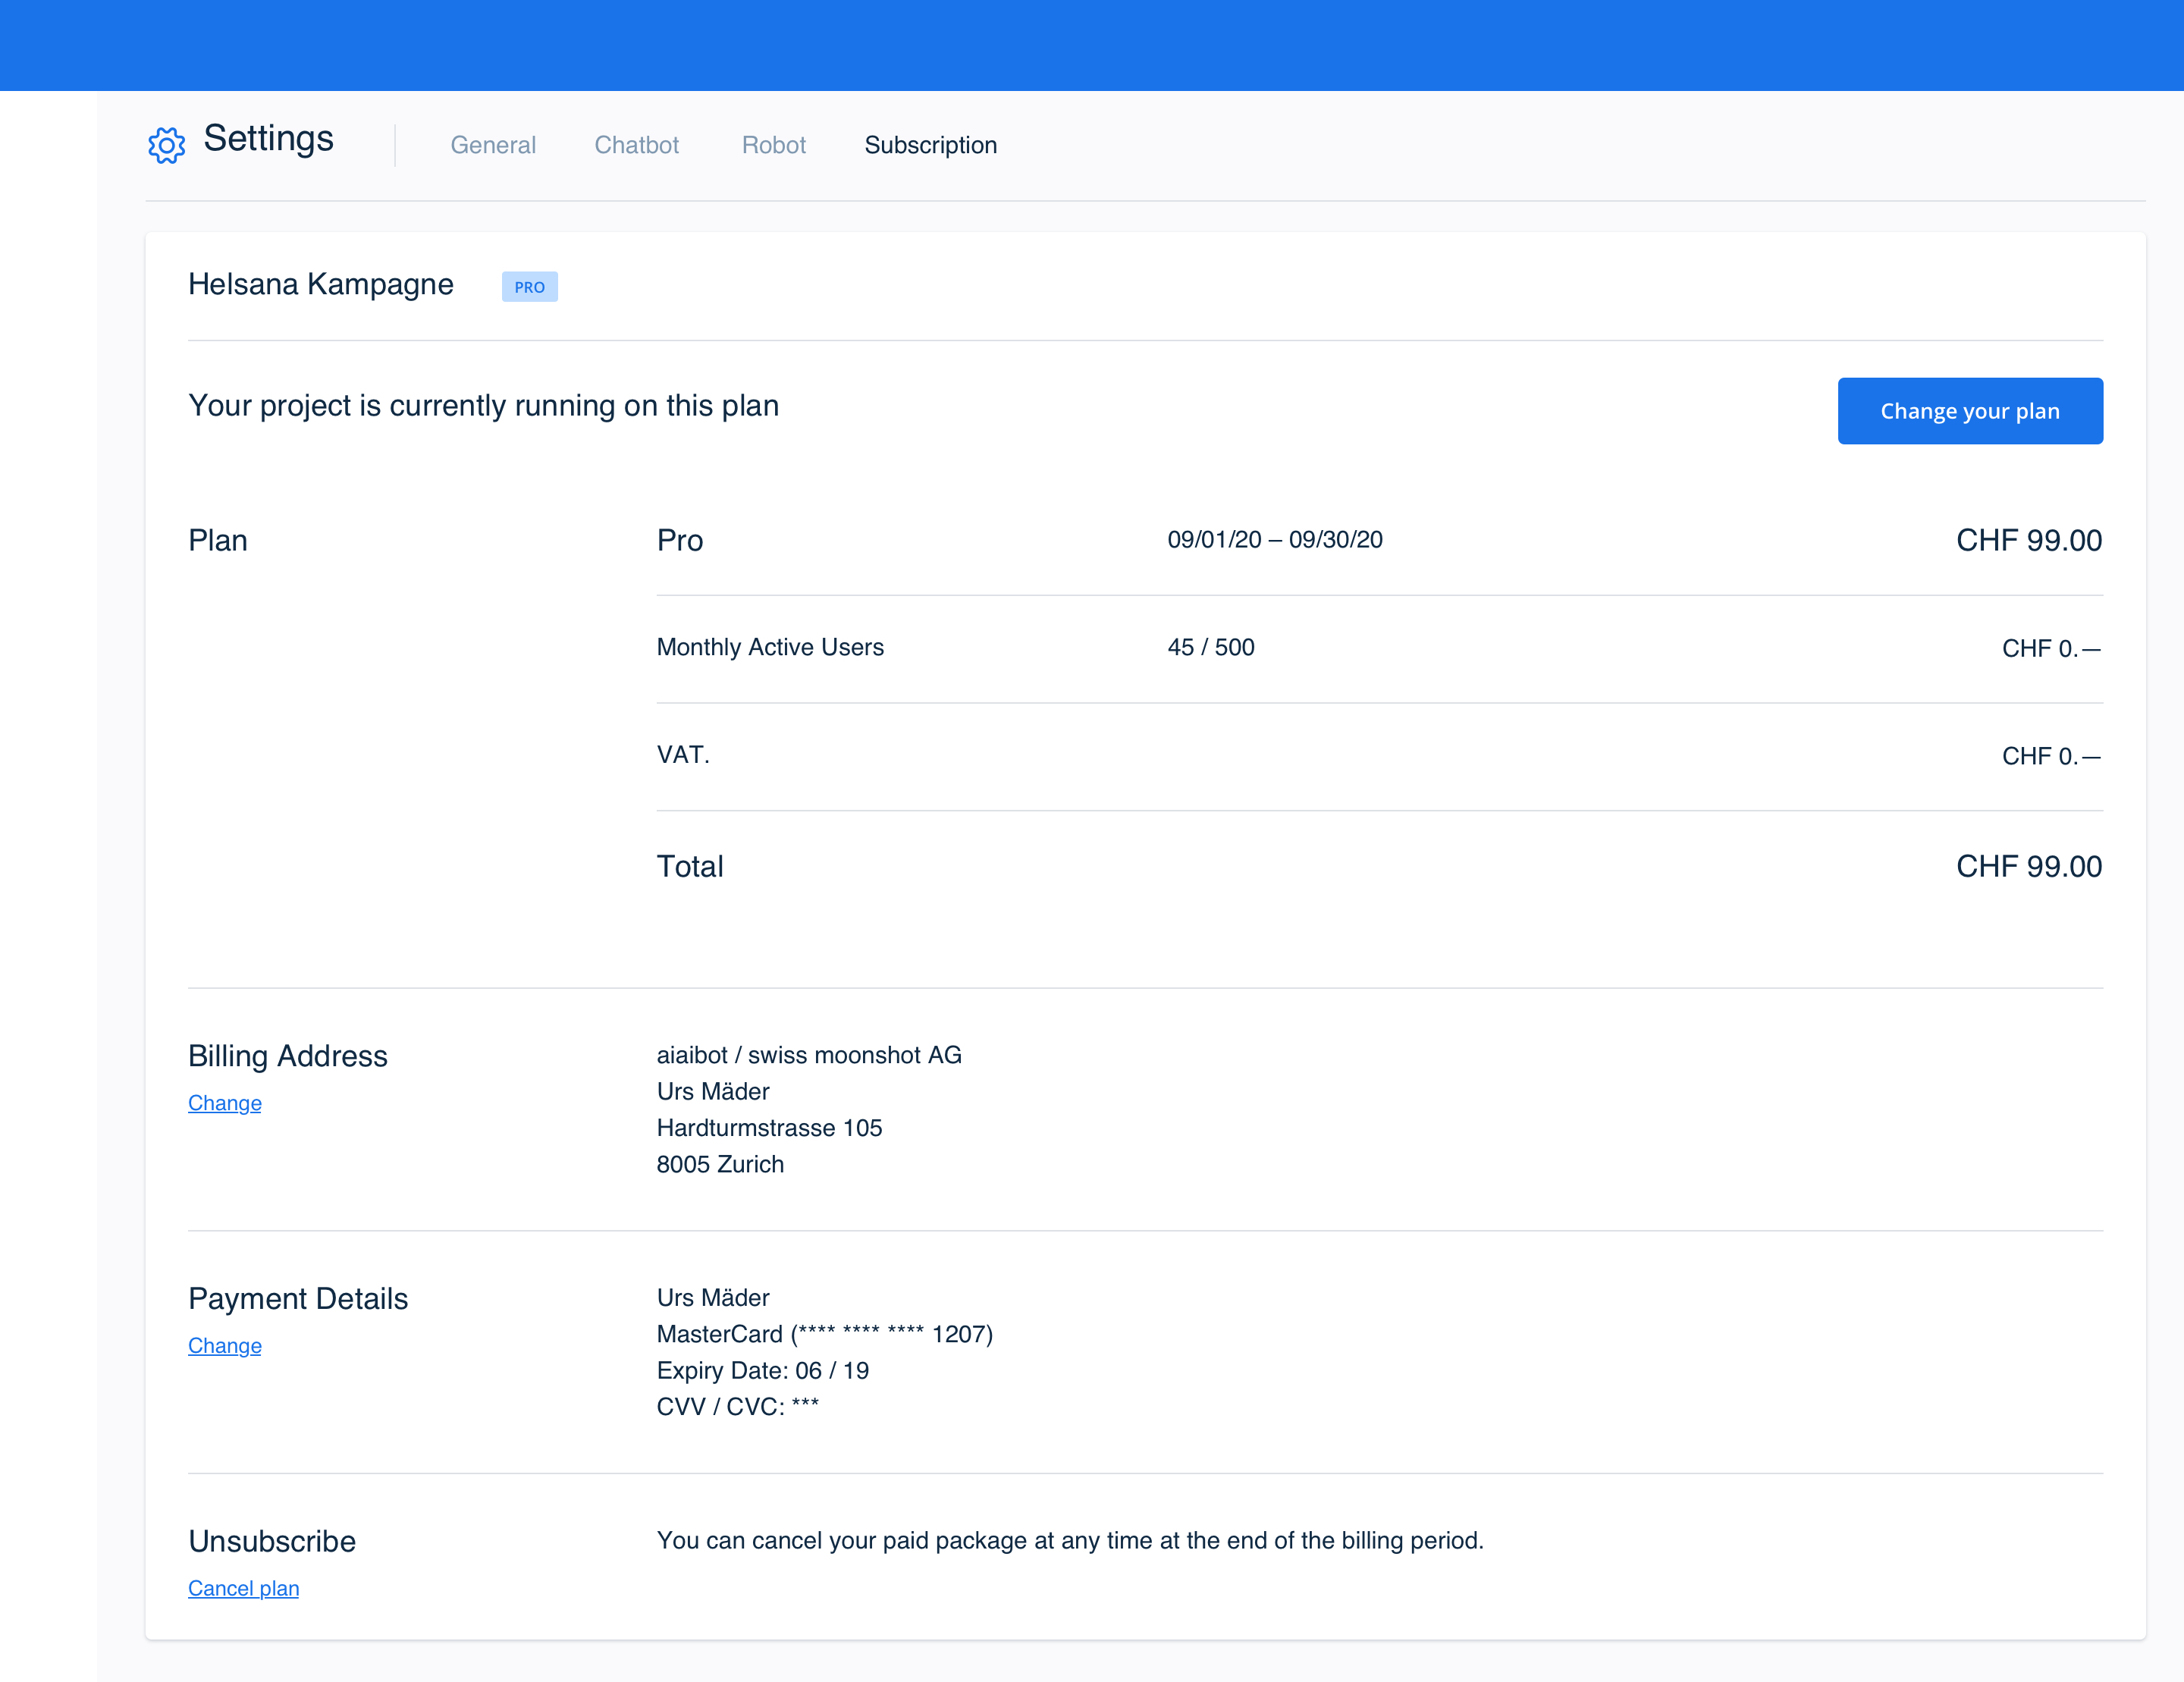 Settings
General
Chatbot
Robot
Subscription
Helsana Kampagne
PRO
Your project is currently running on this plan
Change your plan
Plan
Pro
09/01/20 – 09/30/20
CHF 99.00
Monthly Active Users
45 / 500
CHF 0.—
VAT.
CHF 0.—
Total
CHF 99.00
Billing Address
Change
aiaibot / swiss moonshot AG
Urs Mäder
Hardturmstrasse 105
8005 Zurich
Payment Details
Change
Urs Mäder
MasterCard (**** **** **** 1207)
Expiry Date: 06 / 19
CVV / CVC: ***
Unsubscribe
Cancel plan
You can cancel your paid package at any time at the end of the billing period.